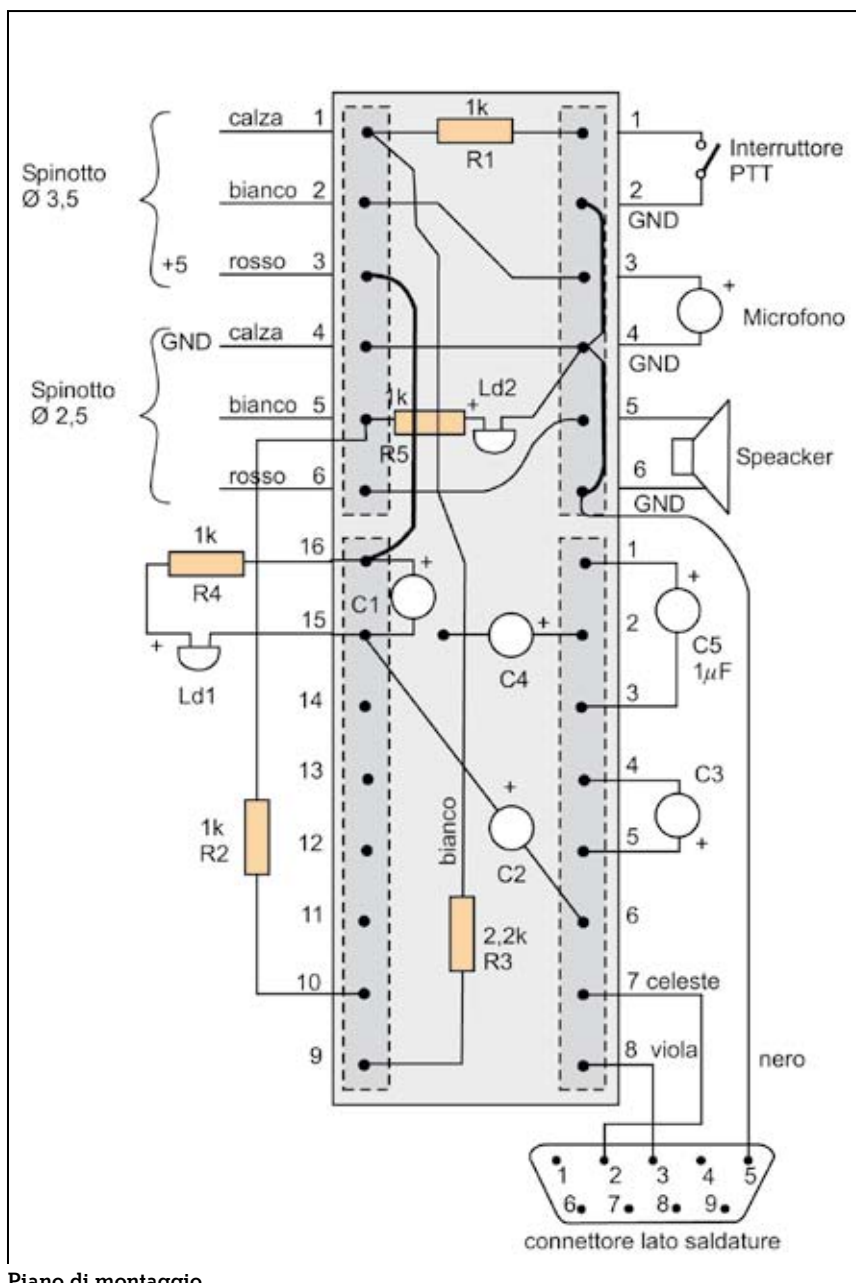 calza 1
1k
R1
1
Interruttore
PTT
Spinotto
Ø 3,5
bianco 2
2
GND
+5 rosso 3
3
+
Microfono
GND calza 4
4
GND
Spinotto
Ø 2,5
bianco 5
1k
R5
+
Ld2
5
Speacker
rosso 6
6
GND
1k
R4
16
+
C1
1
+
C5
1µF
15
+
Ld1
+
C4
2
14
3
13
4
C3
+
1k
R2
12
bianco
+
C2
5
11
6
2,2k
R3
10
7 celeste
9
8 viola
nero
1 2 3 4 5
6 7 8 9
connettore lato saldature
Piano di montaggio